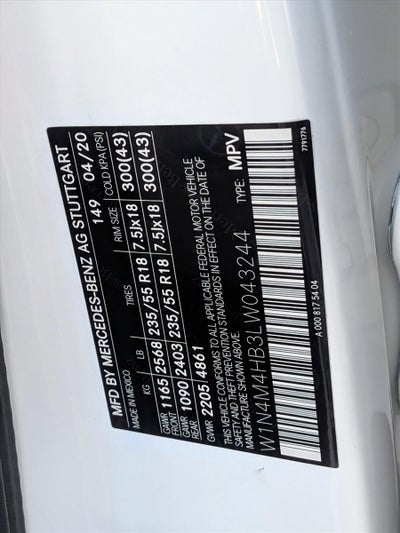 MFD BY MERCEDES-BENZ AG STUTTGART
MADE IN MEXICO 149 04/20
KG LB TIRES RIM SIZE COLD KPA(PSI)
GAWR FRONT 1165 2568 235/55 R18 7.5JX18 300(43)
GAWR REAR 1090 2403 235/55 R18 7.5JX18 300(43)
GVWR 2205/4861
THIS VEHICLE CONFORMS TO ALL APPLICABLE FEDERAL MOTOR VEHICLE
SAFETY AND THEFT PREVENTION STANDARDS IN EFFECT ON THE DATE OF
MANUFACTURE SHOWN ABOVE.
W1N4M4HB3LW043244 TYPE: MPV
A 000 817 54 04
7791776